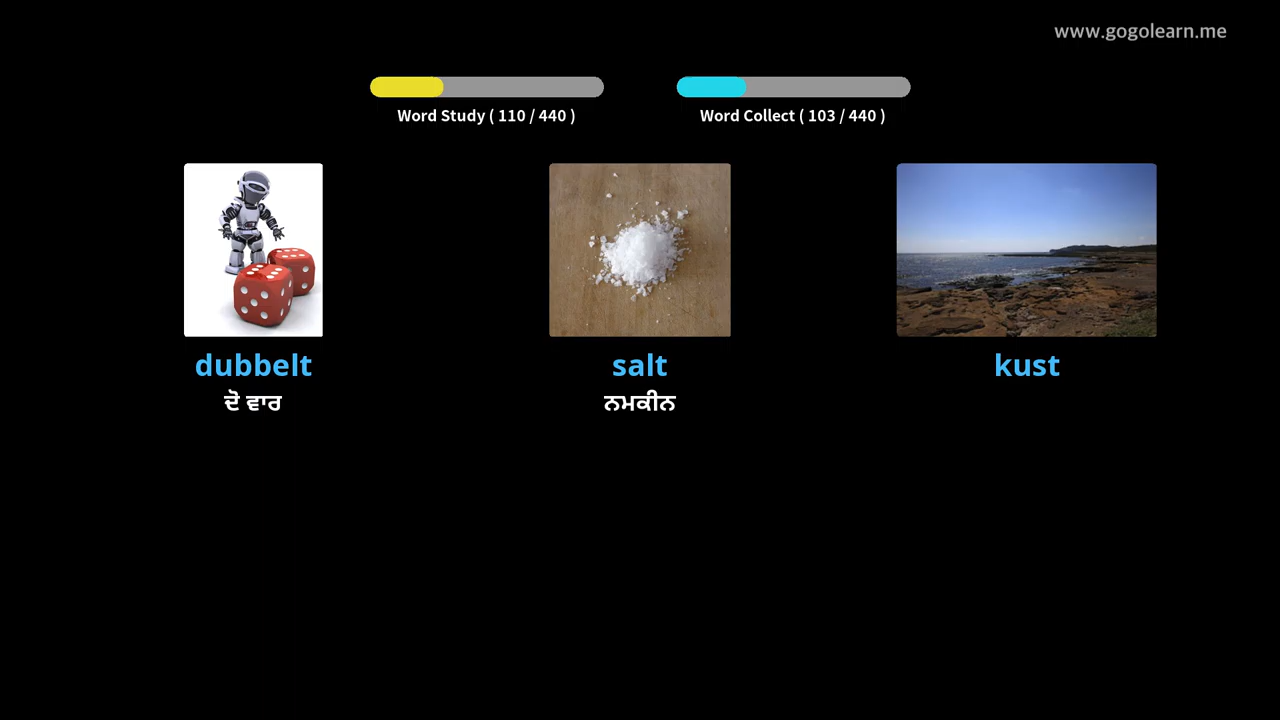 www.gogolearn.me
Word Study ( 110 / 440 )
Word Collect ( 103 / 440 )
dubbelt
ਦੋ ਵਾਰ
salt
ਨਮਕੀਨ
kust